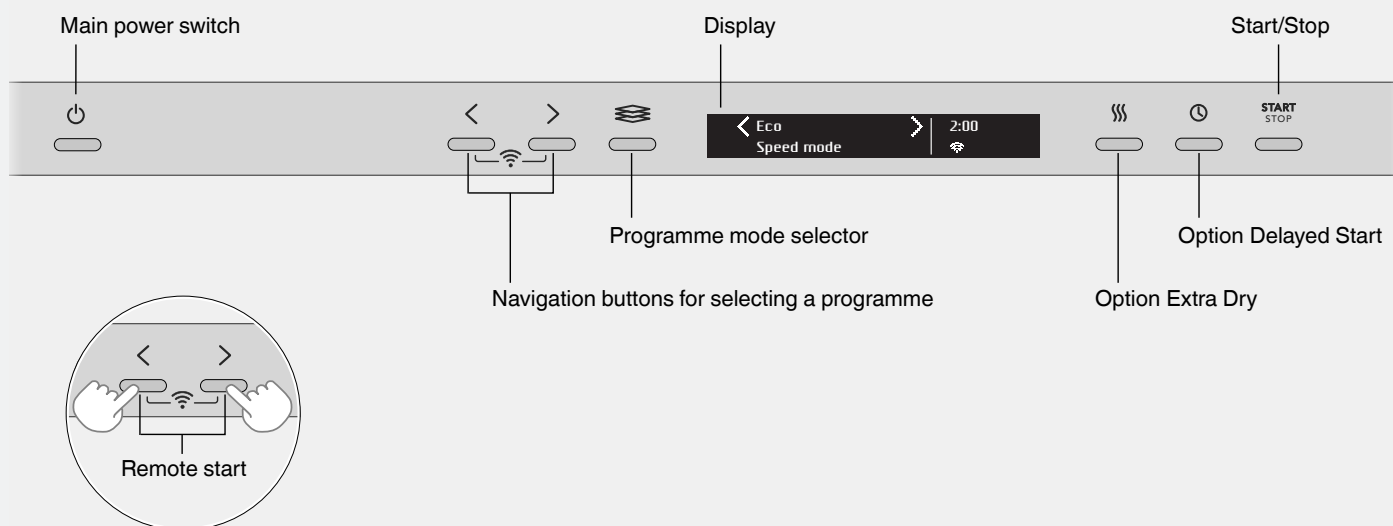 Main power switch
Display
Start/Stop
START
STOP
Eco
2:00
Speed mode
Programme mode selector
Option Delayed Start
Navigation buttons for selecting a programme
Option Extra Dry
Remote start